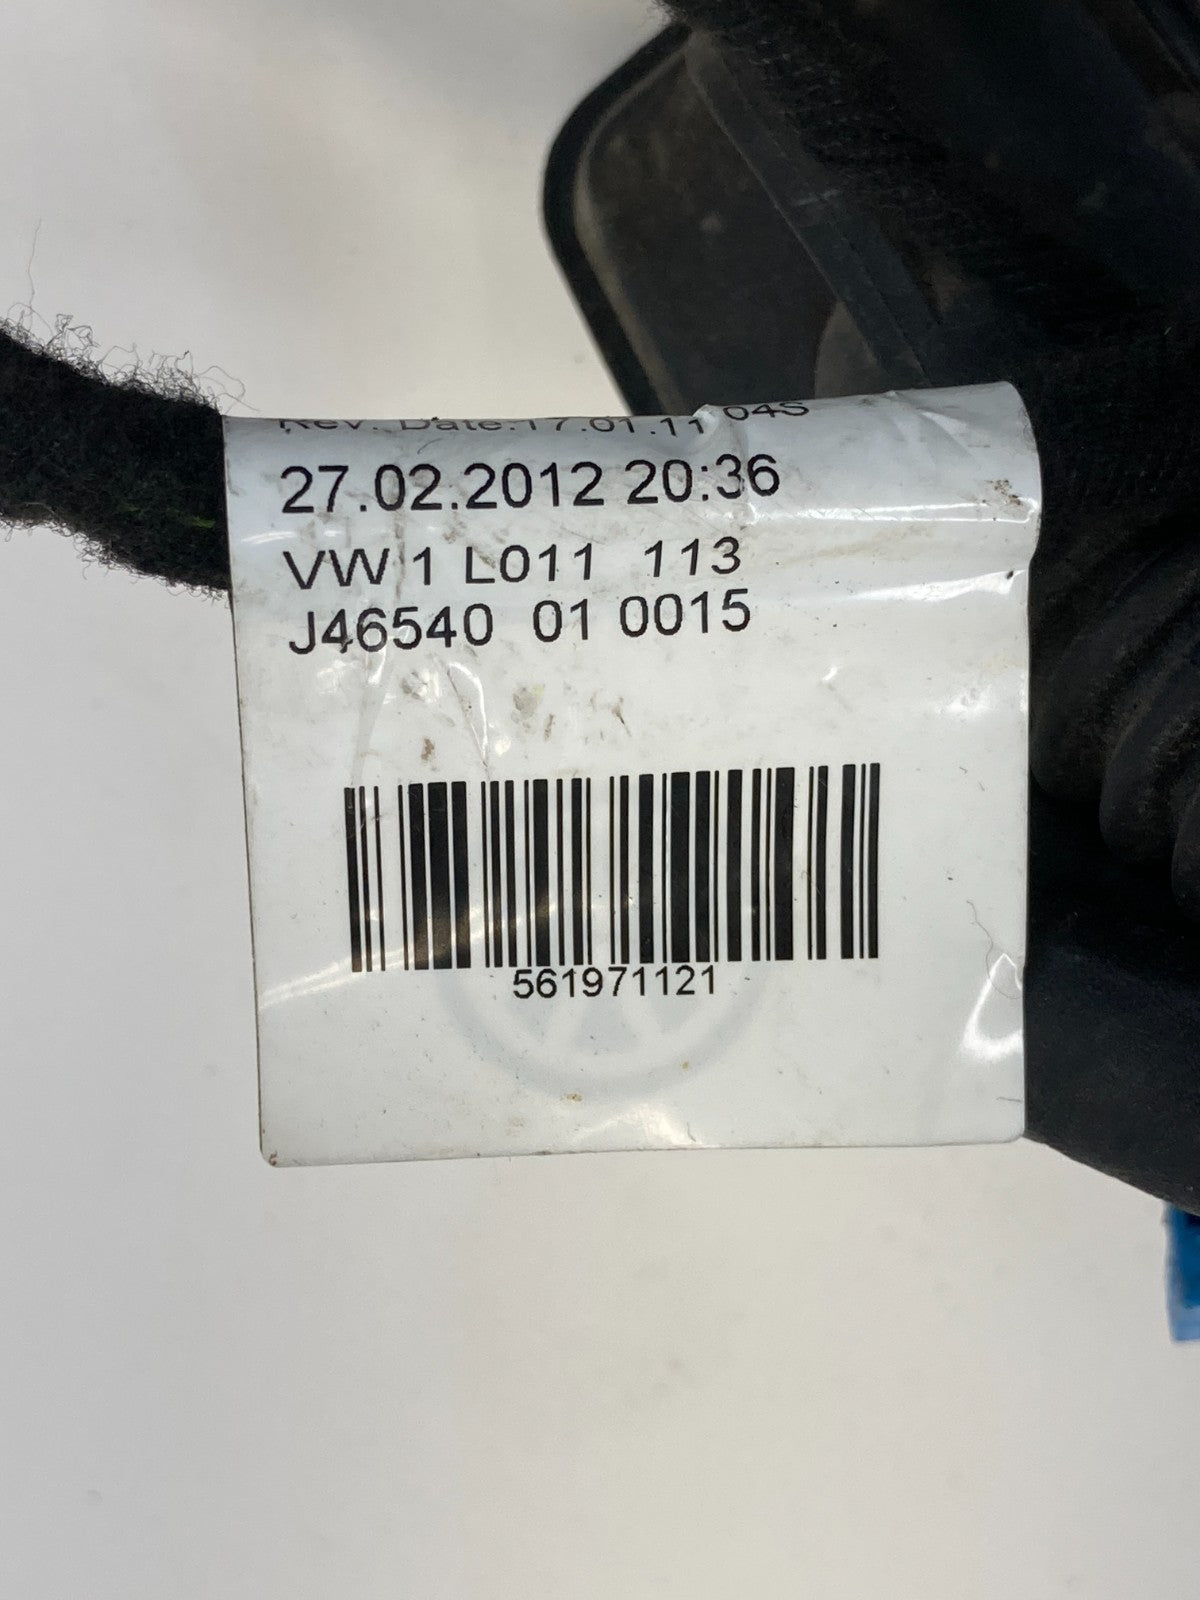 Rev. Date:17.01.11 04S
27.02.2012 20:36
VW 1 L011 113
J46540 01 0015
561971121